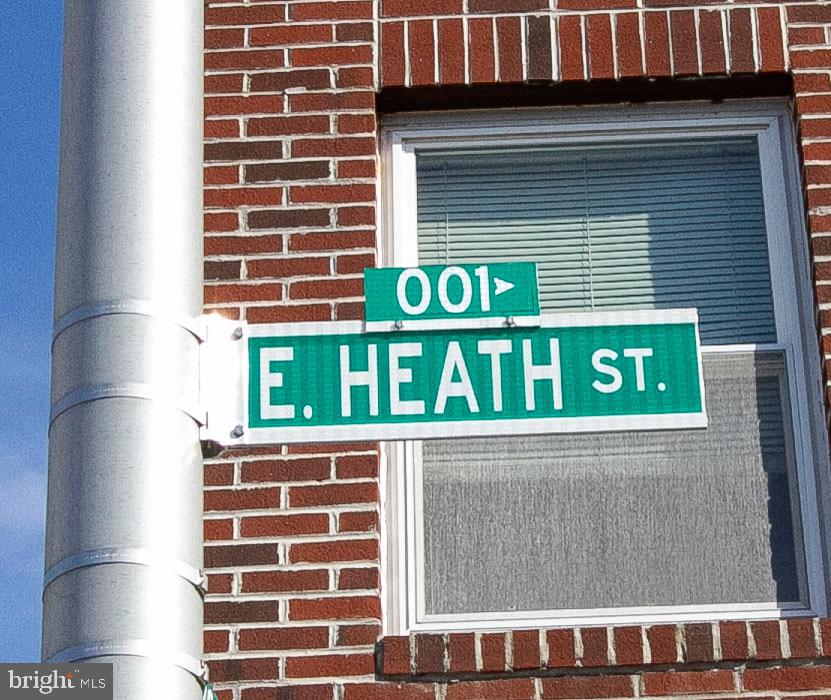 001
E. HEATH ST.
bright MLS